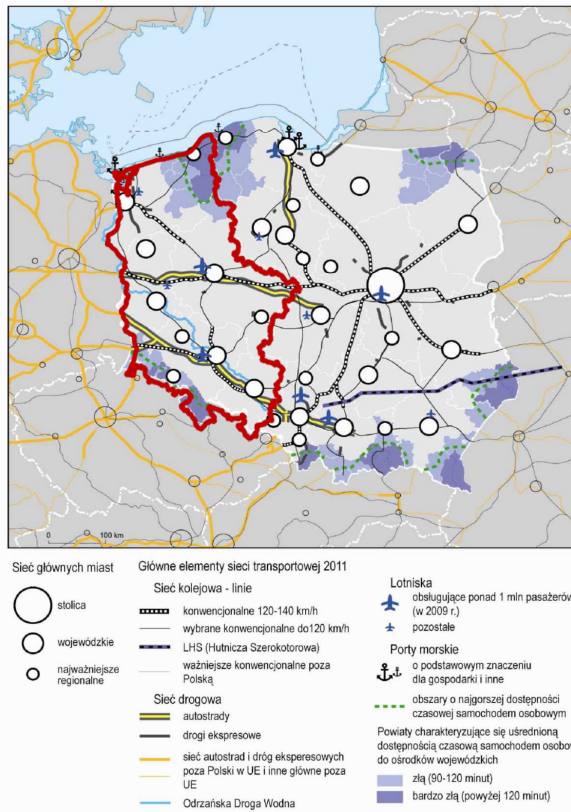 0 100 km
Sieć głównych miast
stolica
wojewódzkie
najważniejsze
regionalne
Główne elementy sieci transportowej 2011
Sieć kolejowa - linie
konwencjonalne 120-140 km/h
wybrane konwencjonalne do120 km/h
LHS (Hutnicza Szerokotorowa)
ważniejsze konwencjonalne poza
Polską
Sieć drogowa
autostrady
drogi ekspresowe
sieć autostrad i dróg eksperesowych
poza Polski w UE i inne główne poza
UE
Odrzańska Droga Wodna
Lotniska
obsługujące ponad 1 mln pasażerów
(w 2009 r.)
pozostałe
Porty morskie
o podstawowym znaczeniu
dla gospodarki i inne
obszary o najgorszej dostępności
czasowej samochodem osobowym
Powiaty charakteryzujące się uśrednioną
dostępnością czasową samochodem osobow
do ośrodków wojewódzkich
złą (90-120 minut)
bardzo złą (powyżej 120 minut)